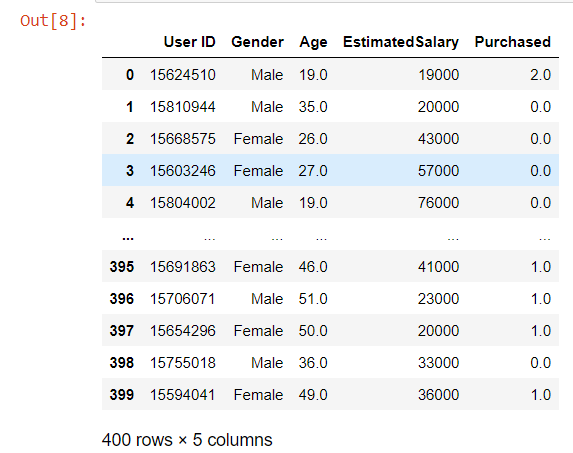 Out[8]:
User ID Gender Age EstimatedSalary Purchased
0 15624510 Male 19.0 19000 2.0
1 15810944 Male 35.0 20000 0.0
2 15668575 Female 26.0 43000 0.0
3 15603246 Female 27.0 57000 0.0
4 15804002 Male 19.0 76000 0.0
... ... ... ... ... ...
395 15691863 Female 46.0 41000 1.0
396 15706071 Male 51.0 23000 1.0
397 15654296 Female 50.0 20000 1.0
398 15755018 Male 36.0 33000 0.0
399 15594041 Female 49.0 36000 1.0
400 rows × 5 columns